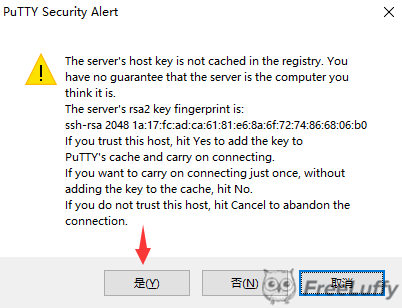 PuTTY Security Alert
The server's host key is not cached in the registry. You
have no guarantee that the server is the computer you
think it is.
The server's rsa2 key fingerprint is:
ssh-rsa 2048 1a:17:fc:ad:ca:61:81:e6:8a:6f:72:74:86:68:06:b0
If you trust this host, hit Yes to add the key to
PuTTY's cache and carry on connecting.
If you want to carry on connecting just once, without
adding the key to the cache, hit No.
If you do not trust this host, hit Cancel to abandon the
connection.
是(Y) 否(N) 取消
FreeLuffy